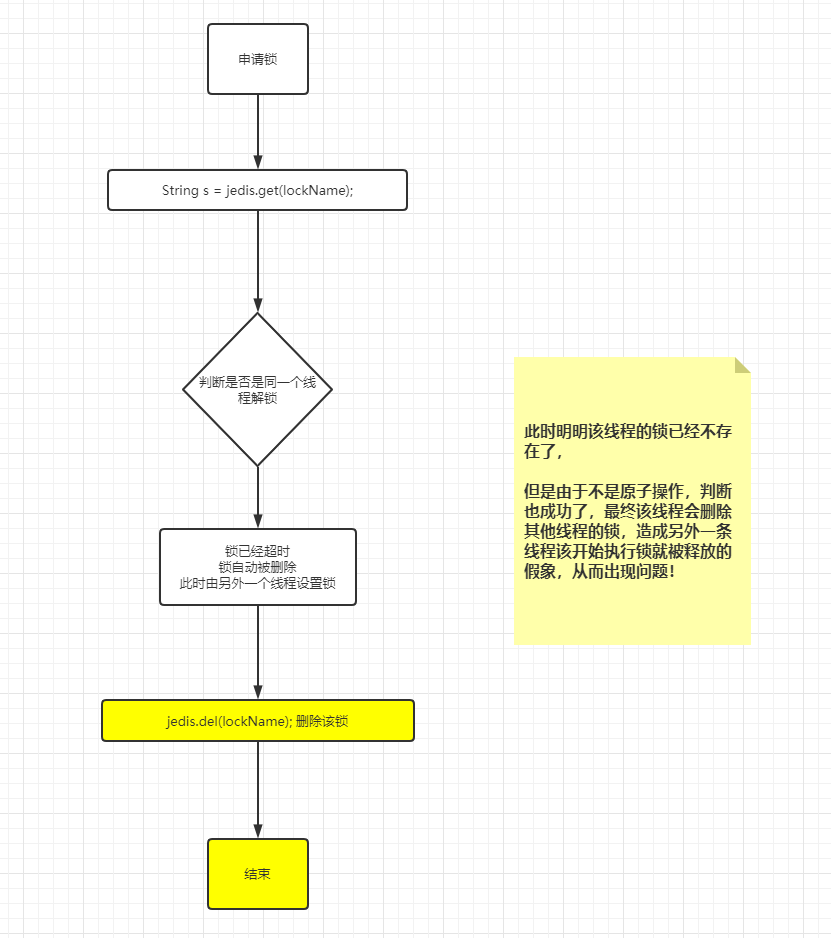 申请锁
String s = jedis.get(lockName);
判断是否是同一个线
程解锁
锁已经超时
锁自动被删除
此时由另外一个线程设置锁
jedis.del(lockName); 删除该锁
结束
此时明明该线程的锁已经不存
在了，
但是由于不是原子操作，判断
也成功了，最终该线程会删除
其他线程的锁，造成另外一条
线程该开始执行锁就被释放的
假象，从而出现问题！